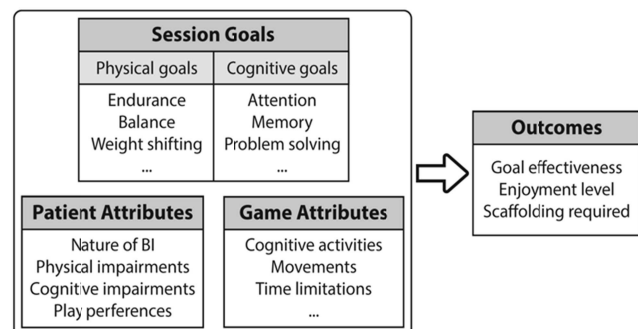 Session Goals
Physical goals
Cognitive goals
Endurance
Balance
Weight shifting
...
Attention
Memory
Problem solving
...
Patient Attributes
Nature of BI
Physical impairments
Cognitive impairments
Play perferences
Game Attributes
Cognitive activities
Movements
Time limitations
...
Outcomes
Goal effectiveness
Enjoyment level
Scaffolding required